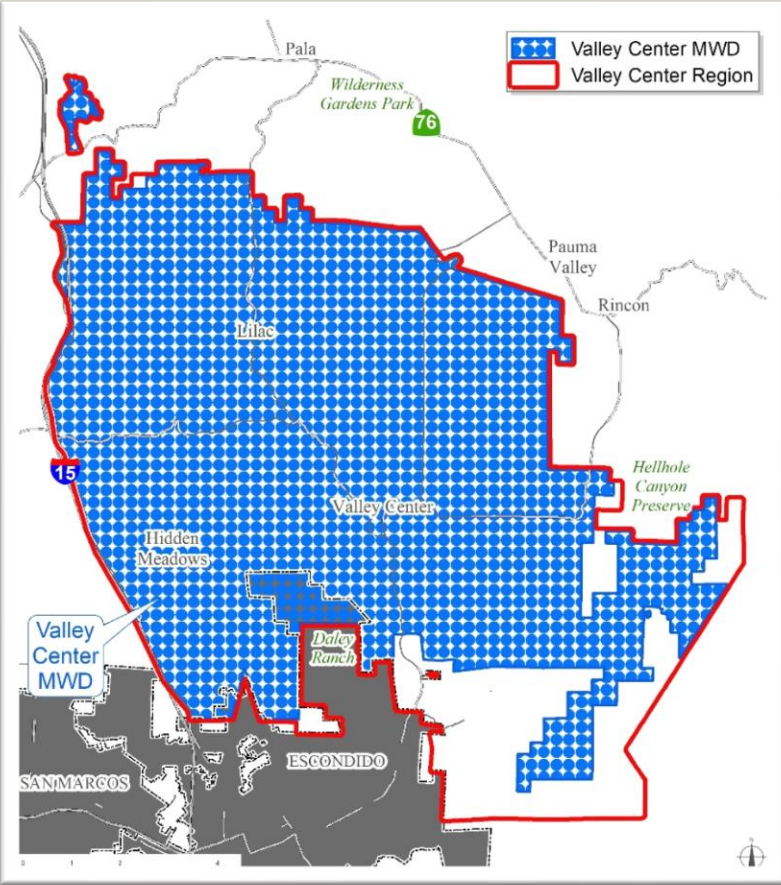 Pala
Valley Center MWD
Valley Center Region
Wilderness
Gardens Park
76
Pauma
Valley
Rincon
Lilac
15
Hellhole
Canyon
Preserve
Valley Center
Hidden
Meadows
Valley
Center
MWD
Daley
Ranch
ESCONDIDO
SAN MARCOS
0 1 2 4
N